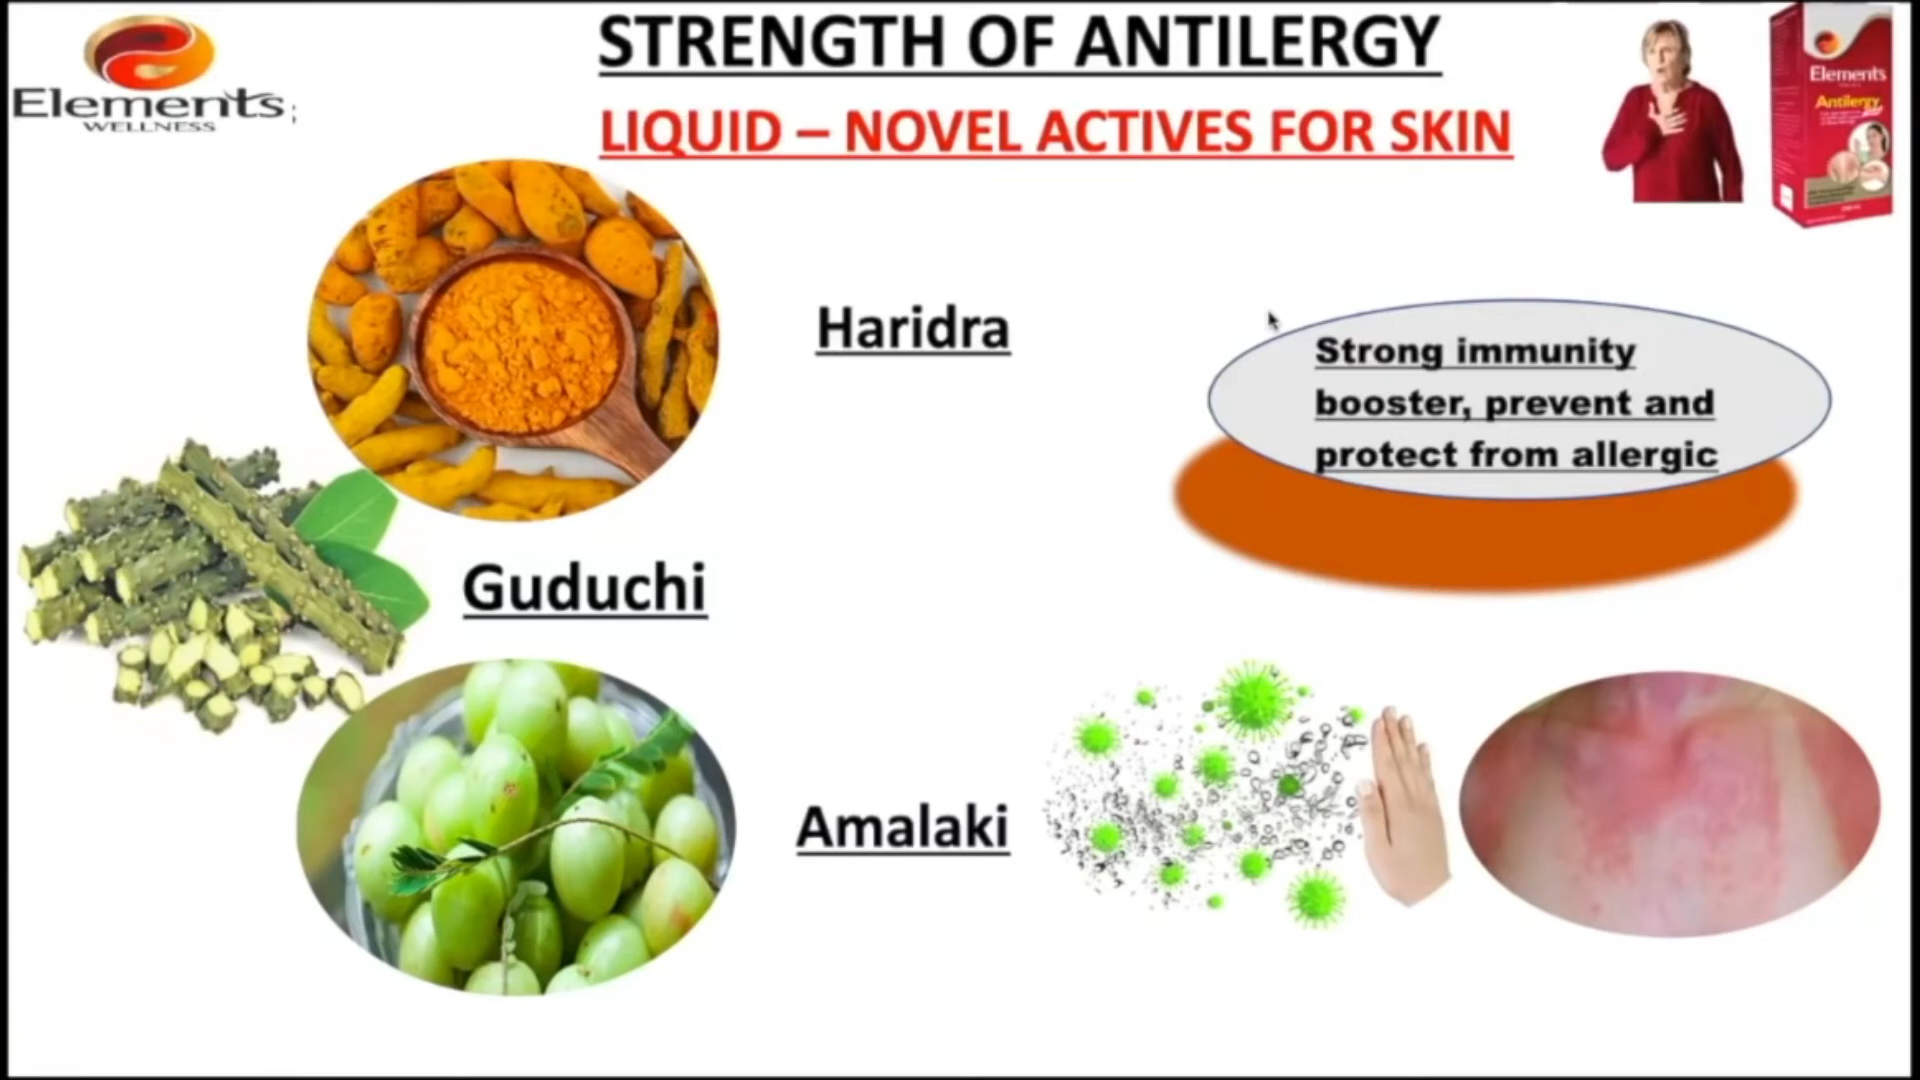 Elements
WELLNESS
STRENGTH OF ANTILERGY
LIQUID – NOVEL ACTIVES FOR SKIN
Elements
Antilergy
Haridra
Strong immunity
booster, prevent and
protect from allergic
Guduchi
Amalaki